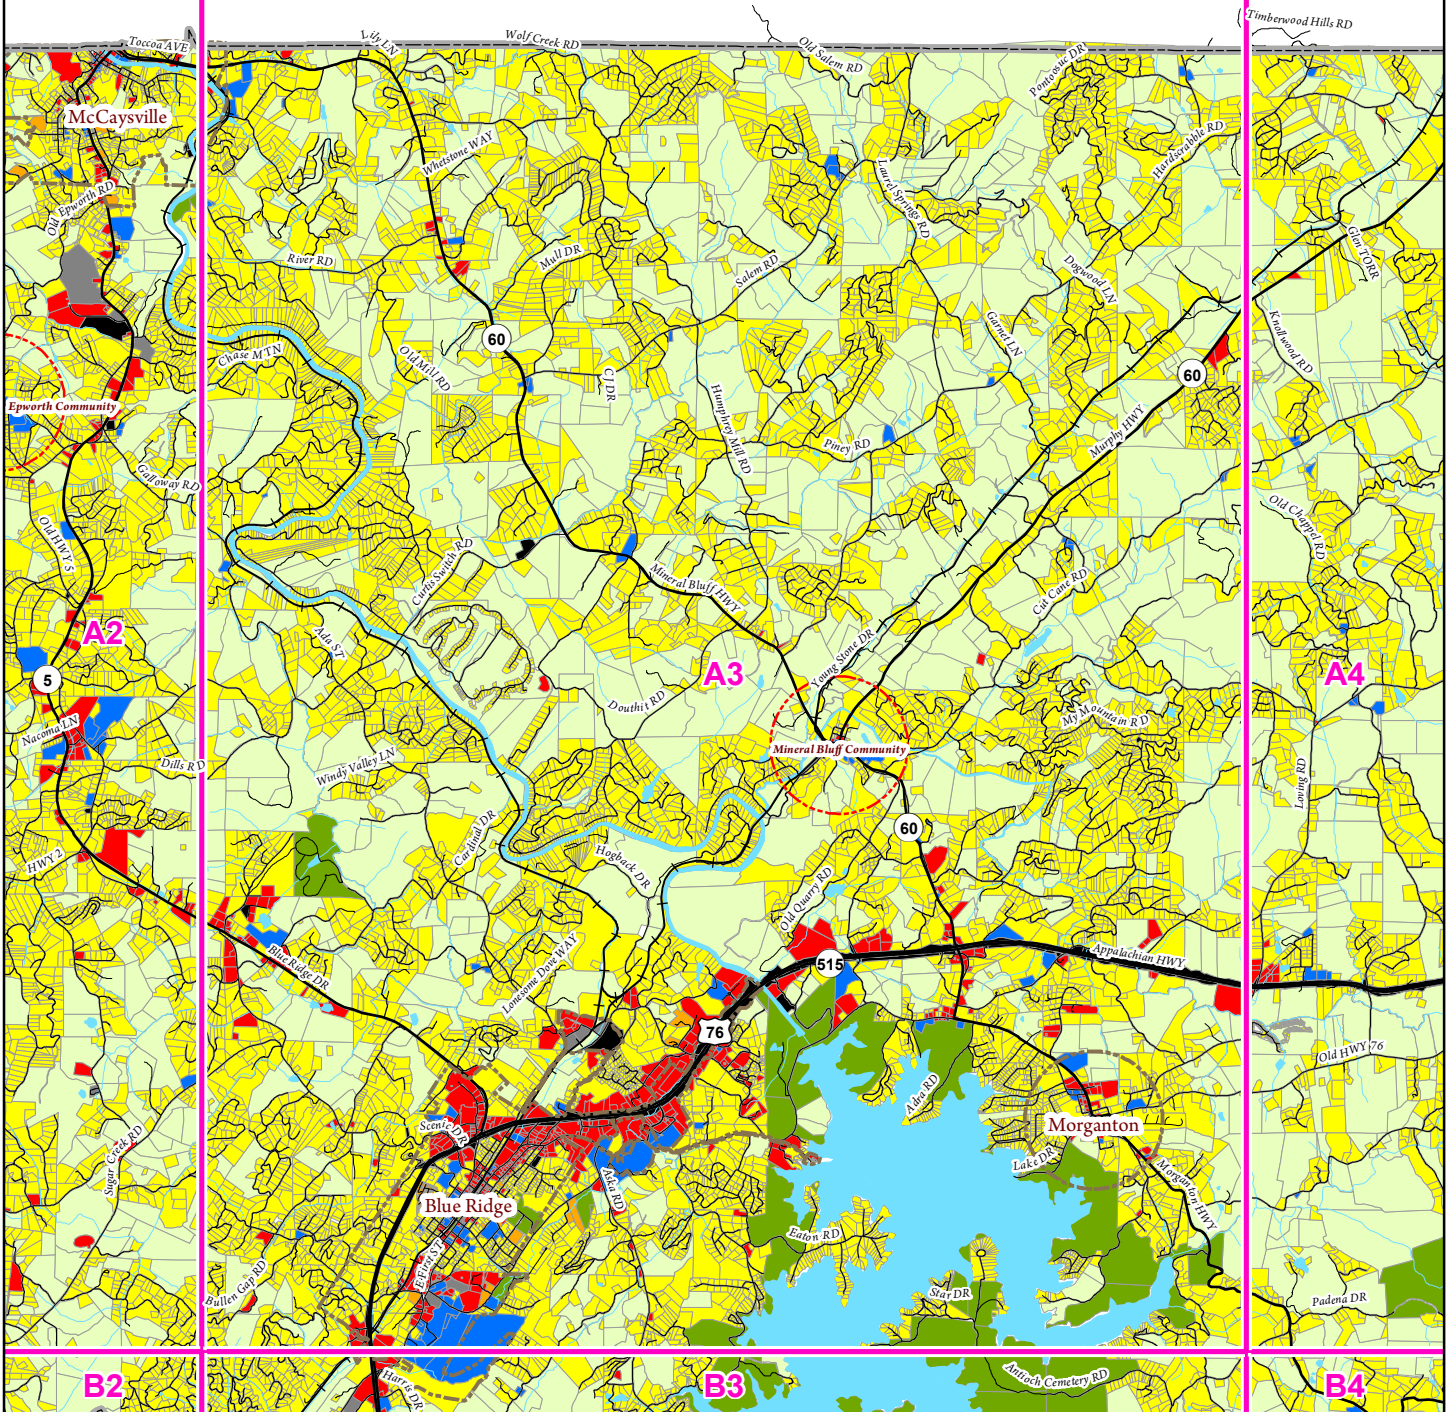 Timberwood Hills RD
Toccoa AVE
Lily LN
Wolf Creek RD
Old Salem RD
Pontoosuc DR
McCaysville
Whetstone WAY
Hardscrabble RD
Laurel Springs RD
Old Epworth RD
River RD
Mull DR
Salem RD
Dogwood LN
Glen TORR
60
Garnet LN
Knollwood RD
Chase MTN
Old Mill RD
CJ DR
60
Humphrey Mill RD
Epworth Community
Piney RD
Murphy HWY
Galloway RD
Old HWY 5
Old Chappel RD
Curtis Switch RD
Mineral Bluff HWY
Cut Cane RD
A2
Ada ST
Young Stone DR
A3
A4
5
Douthit RD
My Mountain RD
Nacoma LN
Mineral Bluff Community
Dills RD
Windy Valley LN
Loving RD
Cardinal DR
60
HWY 2
Hogback DR
Old Quarry RD
Blue Ridge DR
Lonesome Dove WAY
515
Appalachian HWY
76
Old HWY 76
Adra RD
Scenic DR
Morganton
Sugar Creek RD
Lake DR
Aska RD
Morganton HWY
Blue Ridge
Eaton RD
E First ST
Bullen Gap RD
Star DR
Padena DR
B2
Harris DR
B3
Antioch Cemetery RD
B4